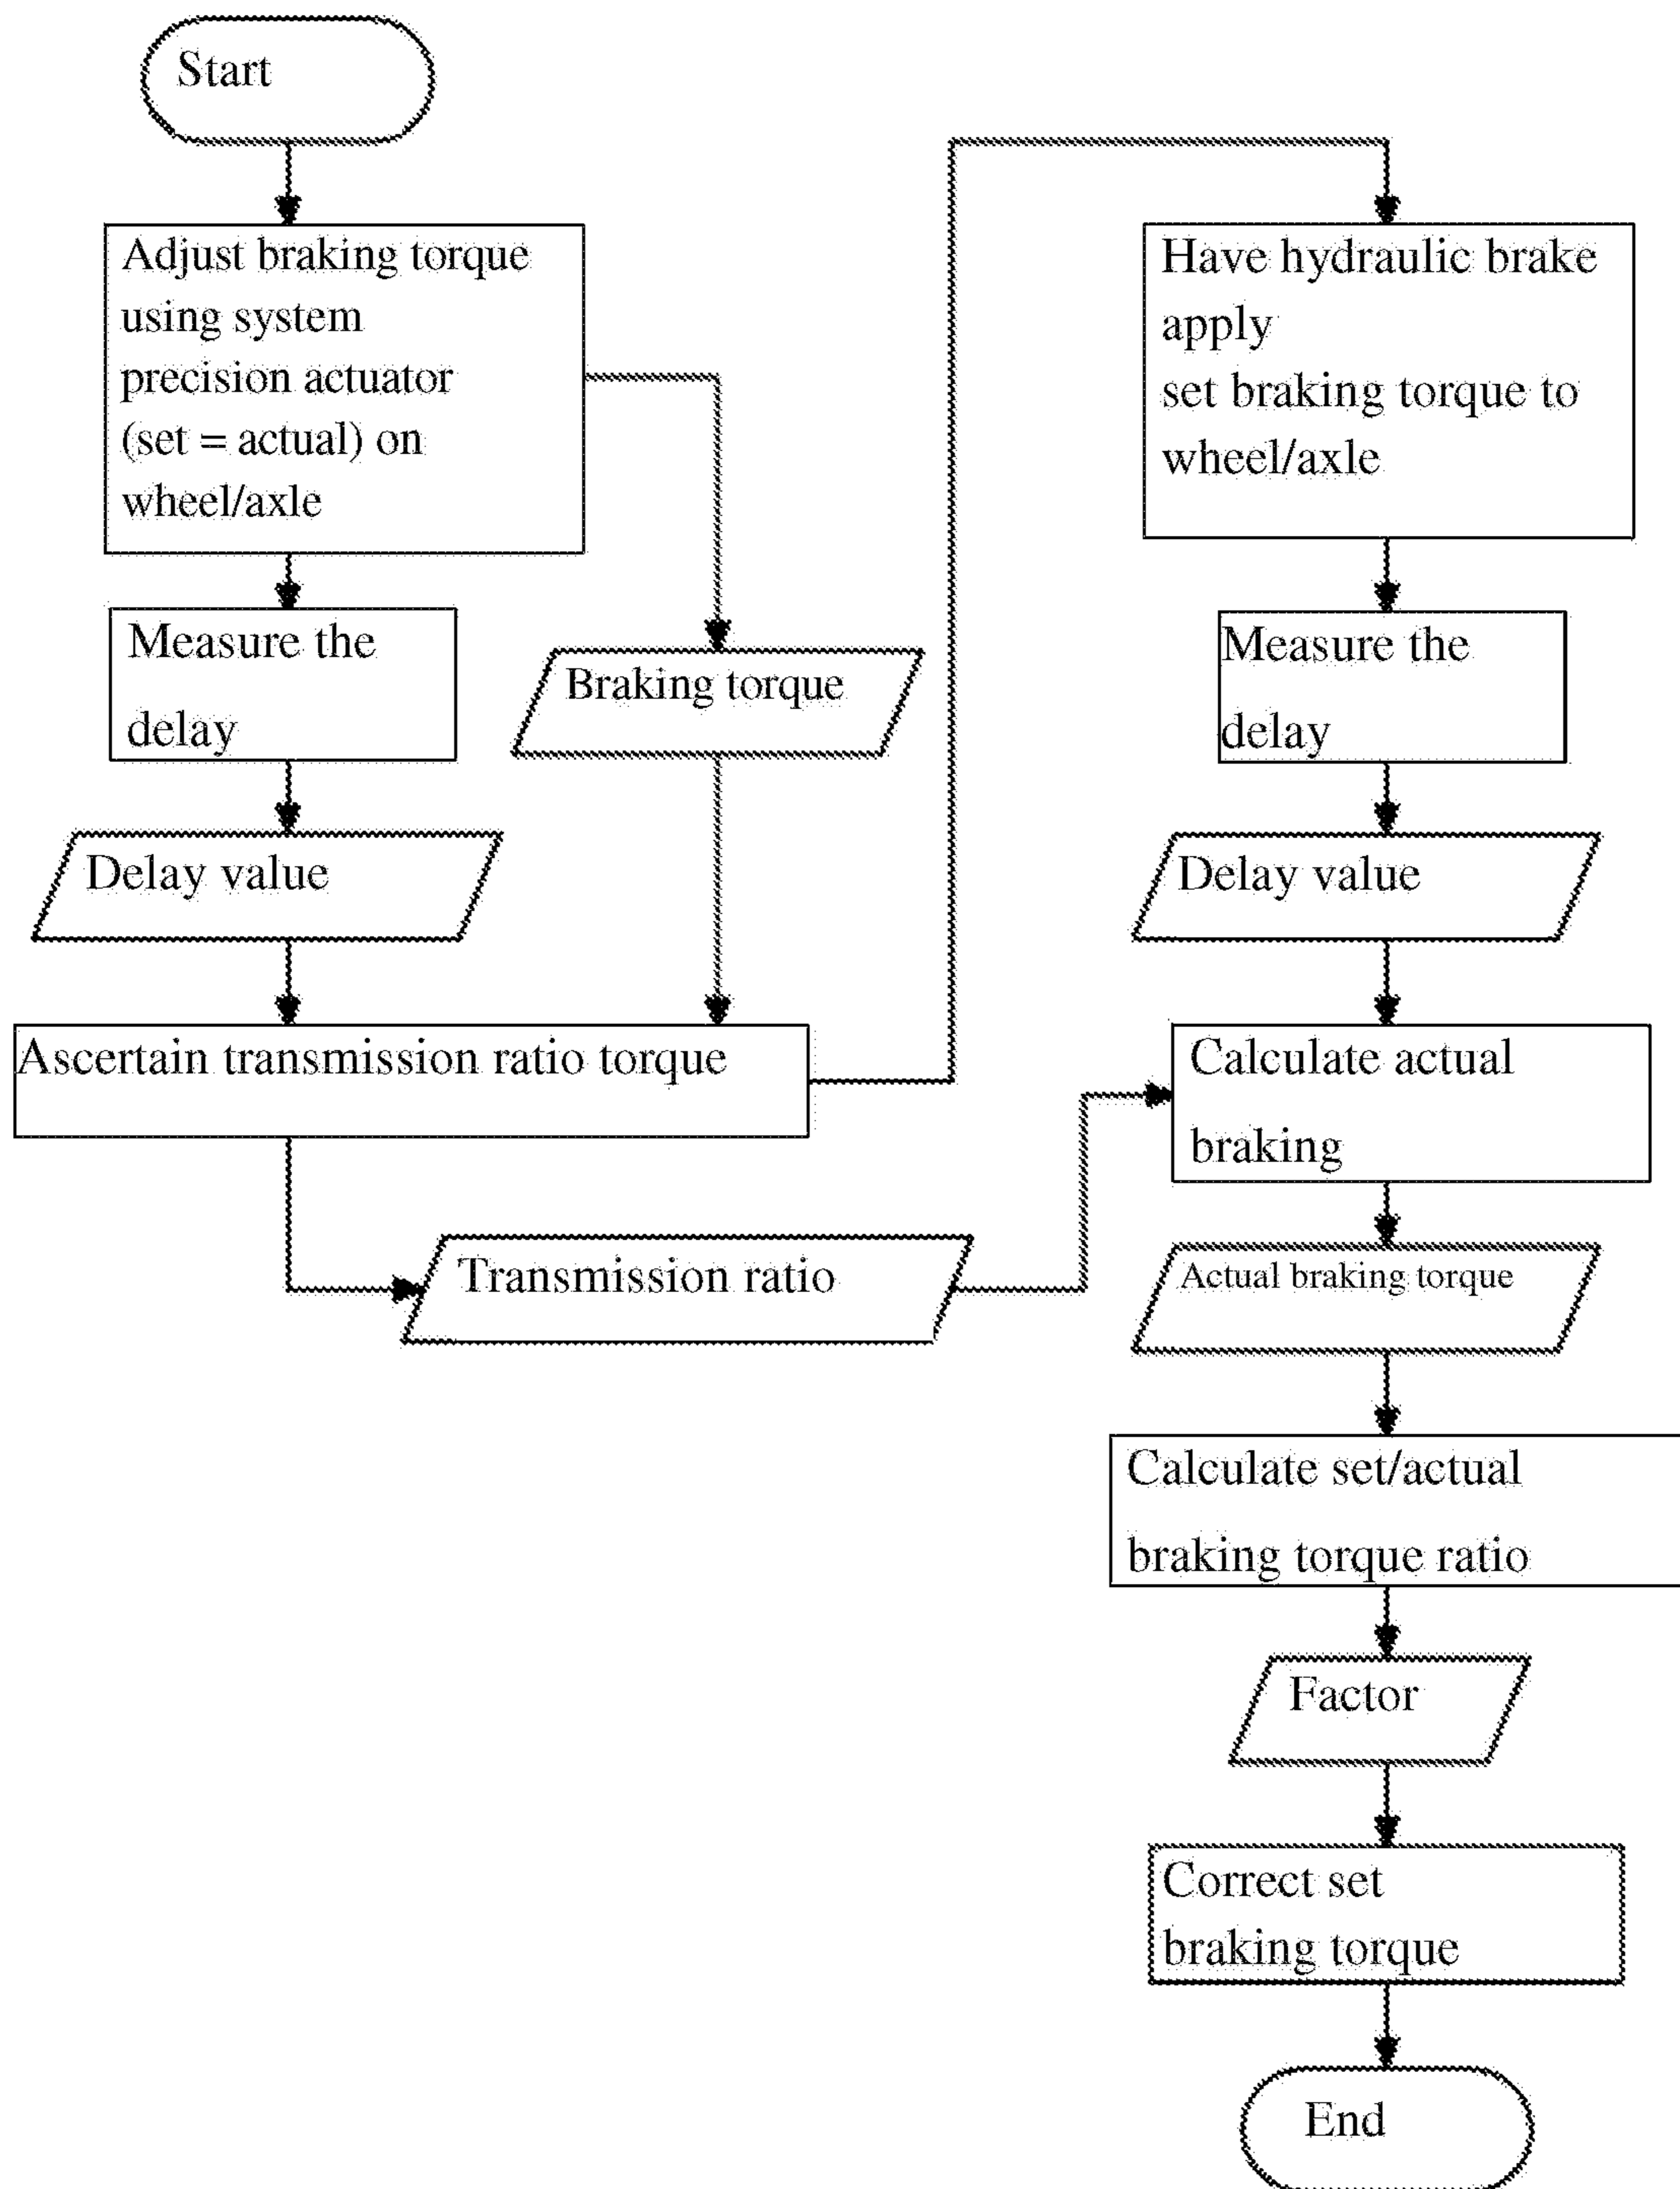 Start
Adjust braking torque
using system
precision actuator
(set = actual) on
wheel/axle
Measure the
delay
Braking torque
Delay value
Ascertain transmission ratio torque
Transmission ratio
Have hydraulic brake
apply
set braking torque to
wheel/axle
Measure the
delay
Delay value
Calculate actual
braking
Actual braking torque
Calculate set/actual
braking torque ratio
Factor
Correct set
braking torque
End